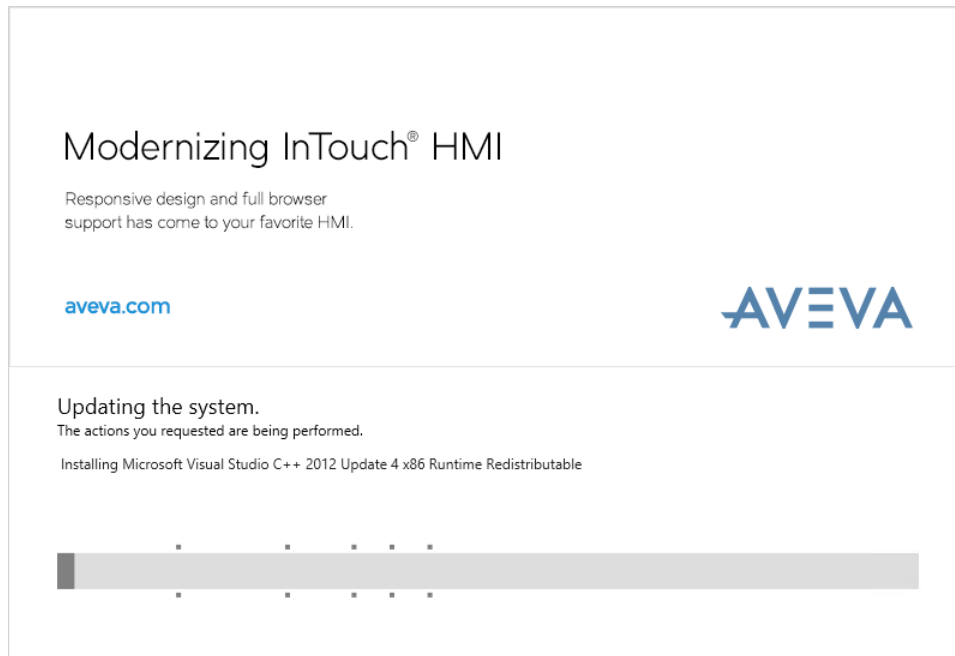 Modernizing InTouch® HMI
Responsive design and full browser
support has come to your favorite HMI.
aveva.com
AVEVA
Updating the system.
The actions you requested are being performed.
Installing Microsoft Visual Studio C++ 2012 Update 4 x86 Runtime Redistributable